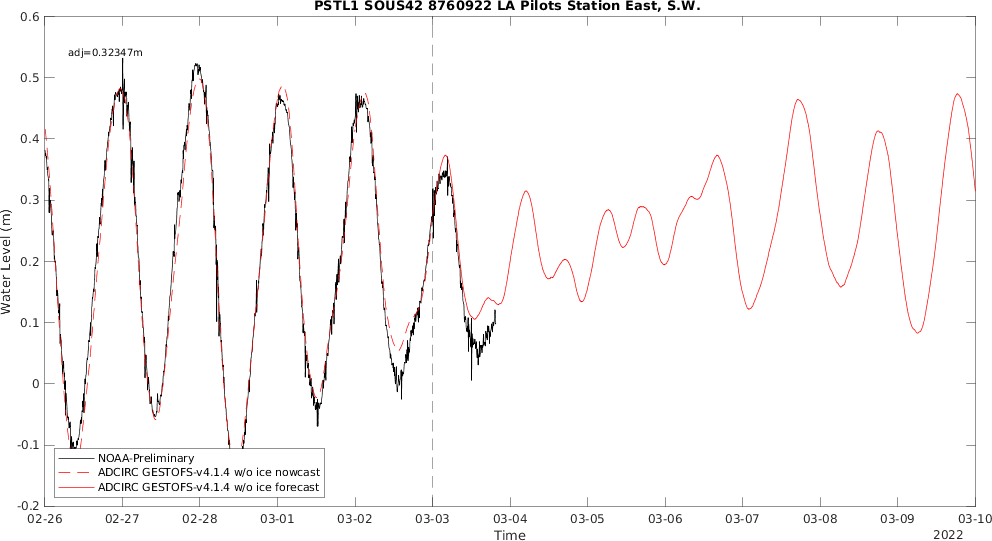 PSTL1 SOUS42 8760922 LA Pilots Station East, S.W.
adj=0.32347m
0.6
0.5
0.4
0.3
0.2
0.1
0
-0.1
-0.2
Water Level (m)
NOAA-Preliminary
ADCIRC GESTOFS-v4.1.4 w/o ice nowcast
ADCIRC GESTOFS-v4.1.4 w/o ice forecast
02-26 02-27 02-28 03-01 03-02 03-03 03-04 03-05 03-06 03-07 03-08 03-09 03-10
Time
2022